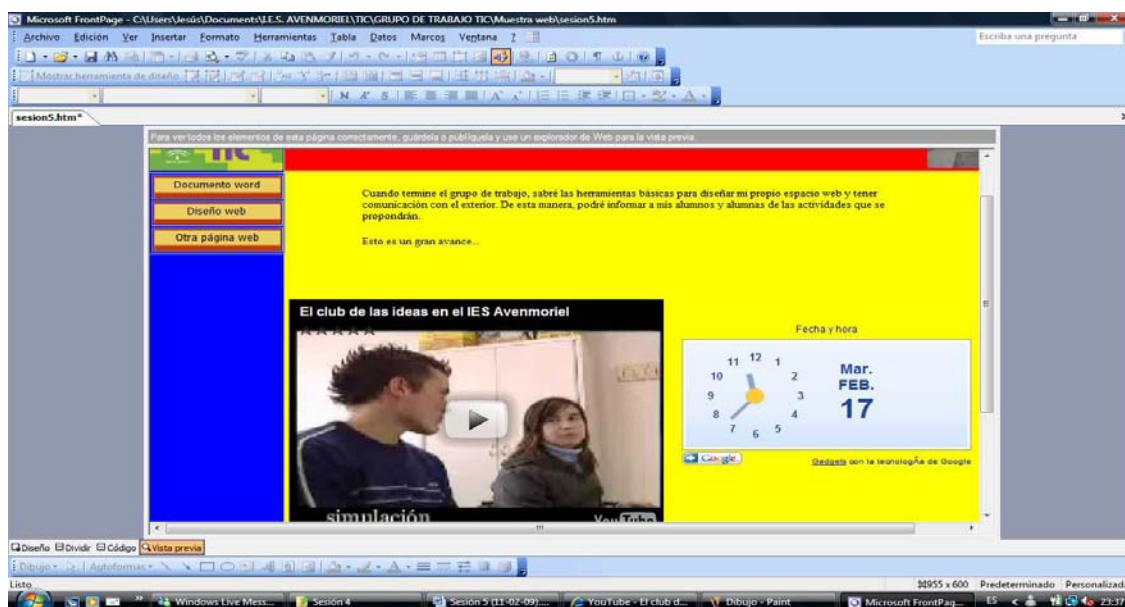 Microsoft FrontPage - C:\Users\Jesús\Documents\I.E.S. AVENMORIEL\TIC\GRUPO DE TRABAJO TIC\Muestra web\sesion5.htm
Archivo Edición Ver Insertar Formato Herramientas Tabla Datos Marcos Ventana ?
Escriba una pregunta
Mostrar herramienta de diseño
N K S
sesion5.htm*
Para ver todos los elementos de esta página correctamente, guárdela o publíquela y use un explorador de Web para la vista previa.
TIC
Documento word
Diseño web
Otra página web
Cuando termine el grupo de trabajo, sabré las herramientas básicas para diseñar mi propio espacio web y tener
comunicación con el exterior. De esta manera, podré informar a mis alumnos y alumnas de las actividades que se
propondrán.
Esto es un gran avance...
El club de las ideas en el IES Avenmoriel
simulación
YouTube
Fecha y hora
12 1 2 3 4 5 6 7 8 9 10 11
Mar.
FEB.
17
Google
Gadgets con la tecnologÃa de Google
Diseño Dividir Código Vista previa
Dibujo Autoformas
Listo
955 x 600 Predeterminado Personalizad
Windows Live Mess... Sesión 4 Sesión 5 (11-02-09).... YouTube - El club d... Dibujo - Paint Microsoft FrontPag... ES 23:37